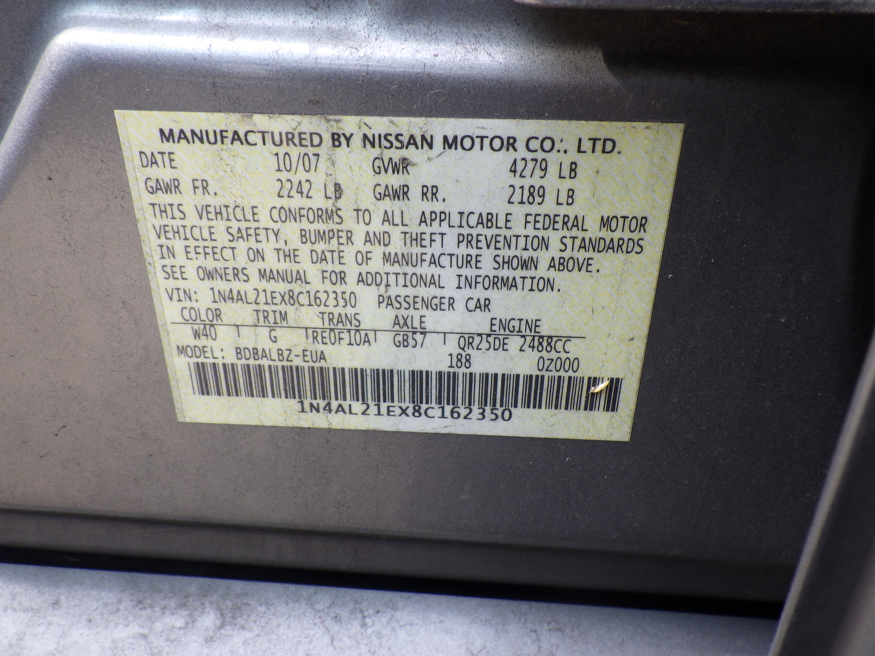 MANUFACTURED BY NISSAN MOTOR CO., LTD.
DATE 10/07 GVWR 4279 LB
GAWR FR. 2242 LB GAWR RR. 2189 LB
THIS VEHICLE CONFORMS TO ALL APPLICABLE FEDERAL MOTOR
VEHICLE SAFETY, BUMPER AND THEFT PREVENTION STANDARDS
IN EFFECT ON THE DATE OF MANUFACTURE SHOWN ABOVE.
SEE OWNERS MANUAL FOR ADDITIONAL INFORMATION.
VIN: 1N4AL21EX8C162350 PASSENGER CAR
COLOR TRIM TRANS AXLE ENGINE
W40 G RE0F10A GB57 QR25DE 2488CC
MODEL: BDBALBZ-EUA 188 0Z000
1N4AL21EX8C162350